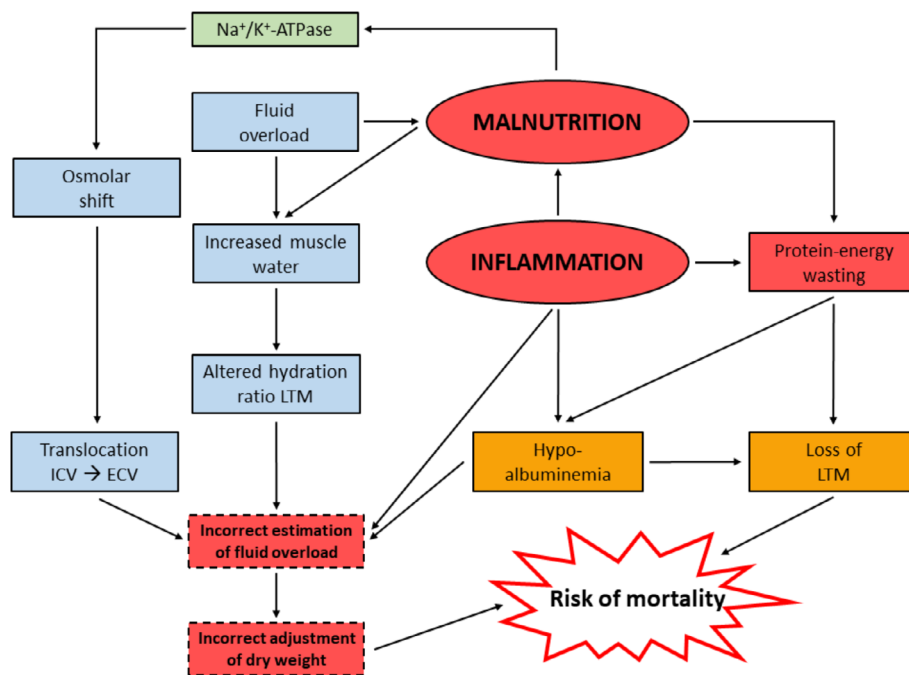 Na⁺/K⁺-ATPase
Fluid
overload
MALNUTRITION
Osmolar
shift
Increased muscle
water
INFLAMMATION
Protein-energy
wasting
Altered hydration
ratio LTM
Translocation
ICV → ECV
Hypo-
albuminemia
Loss of
LTM
Incorrect estimation
of fluid overload
Risk of mortality
Incorrect adjustment
of dry weight